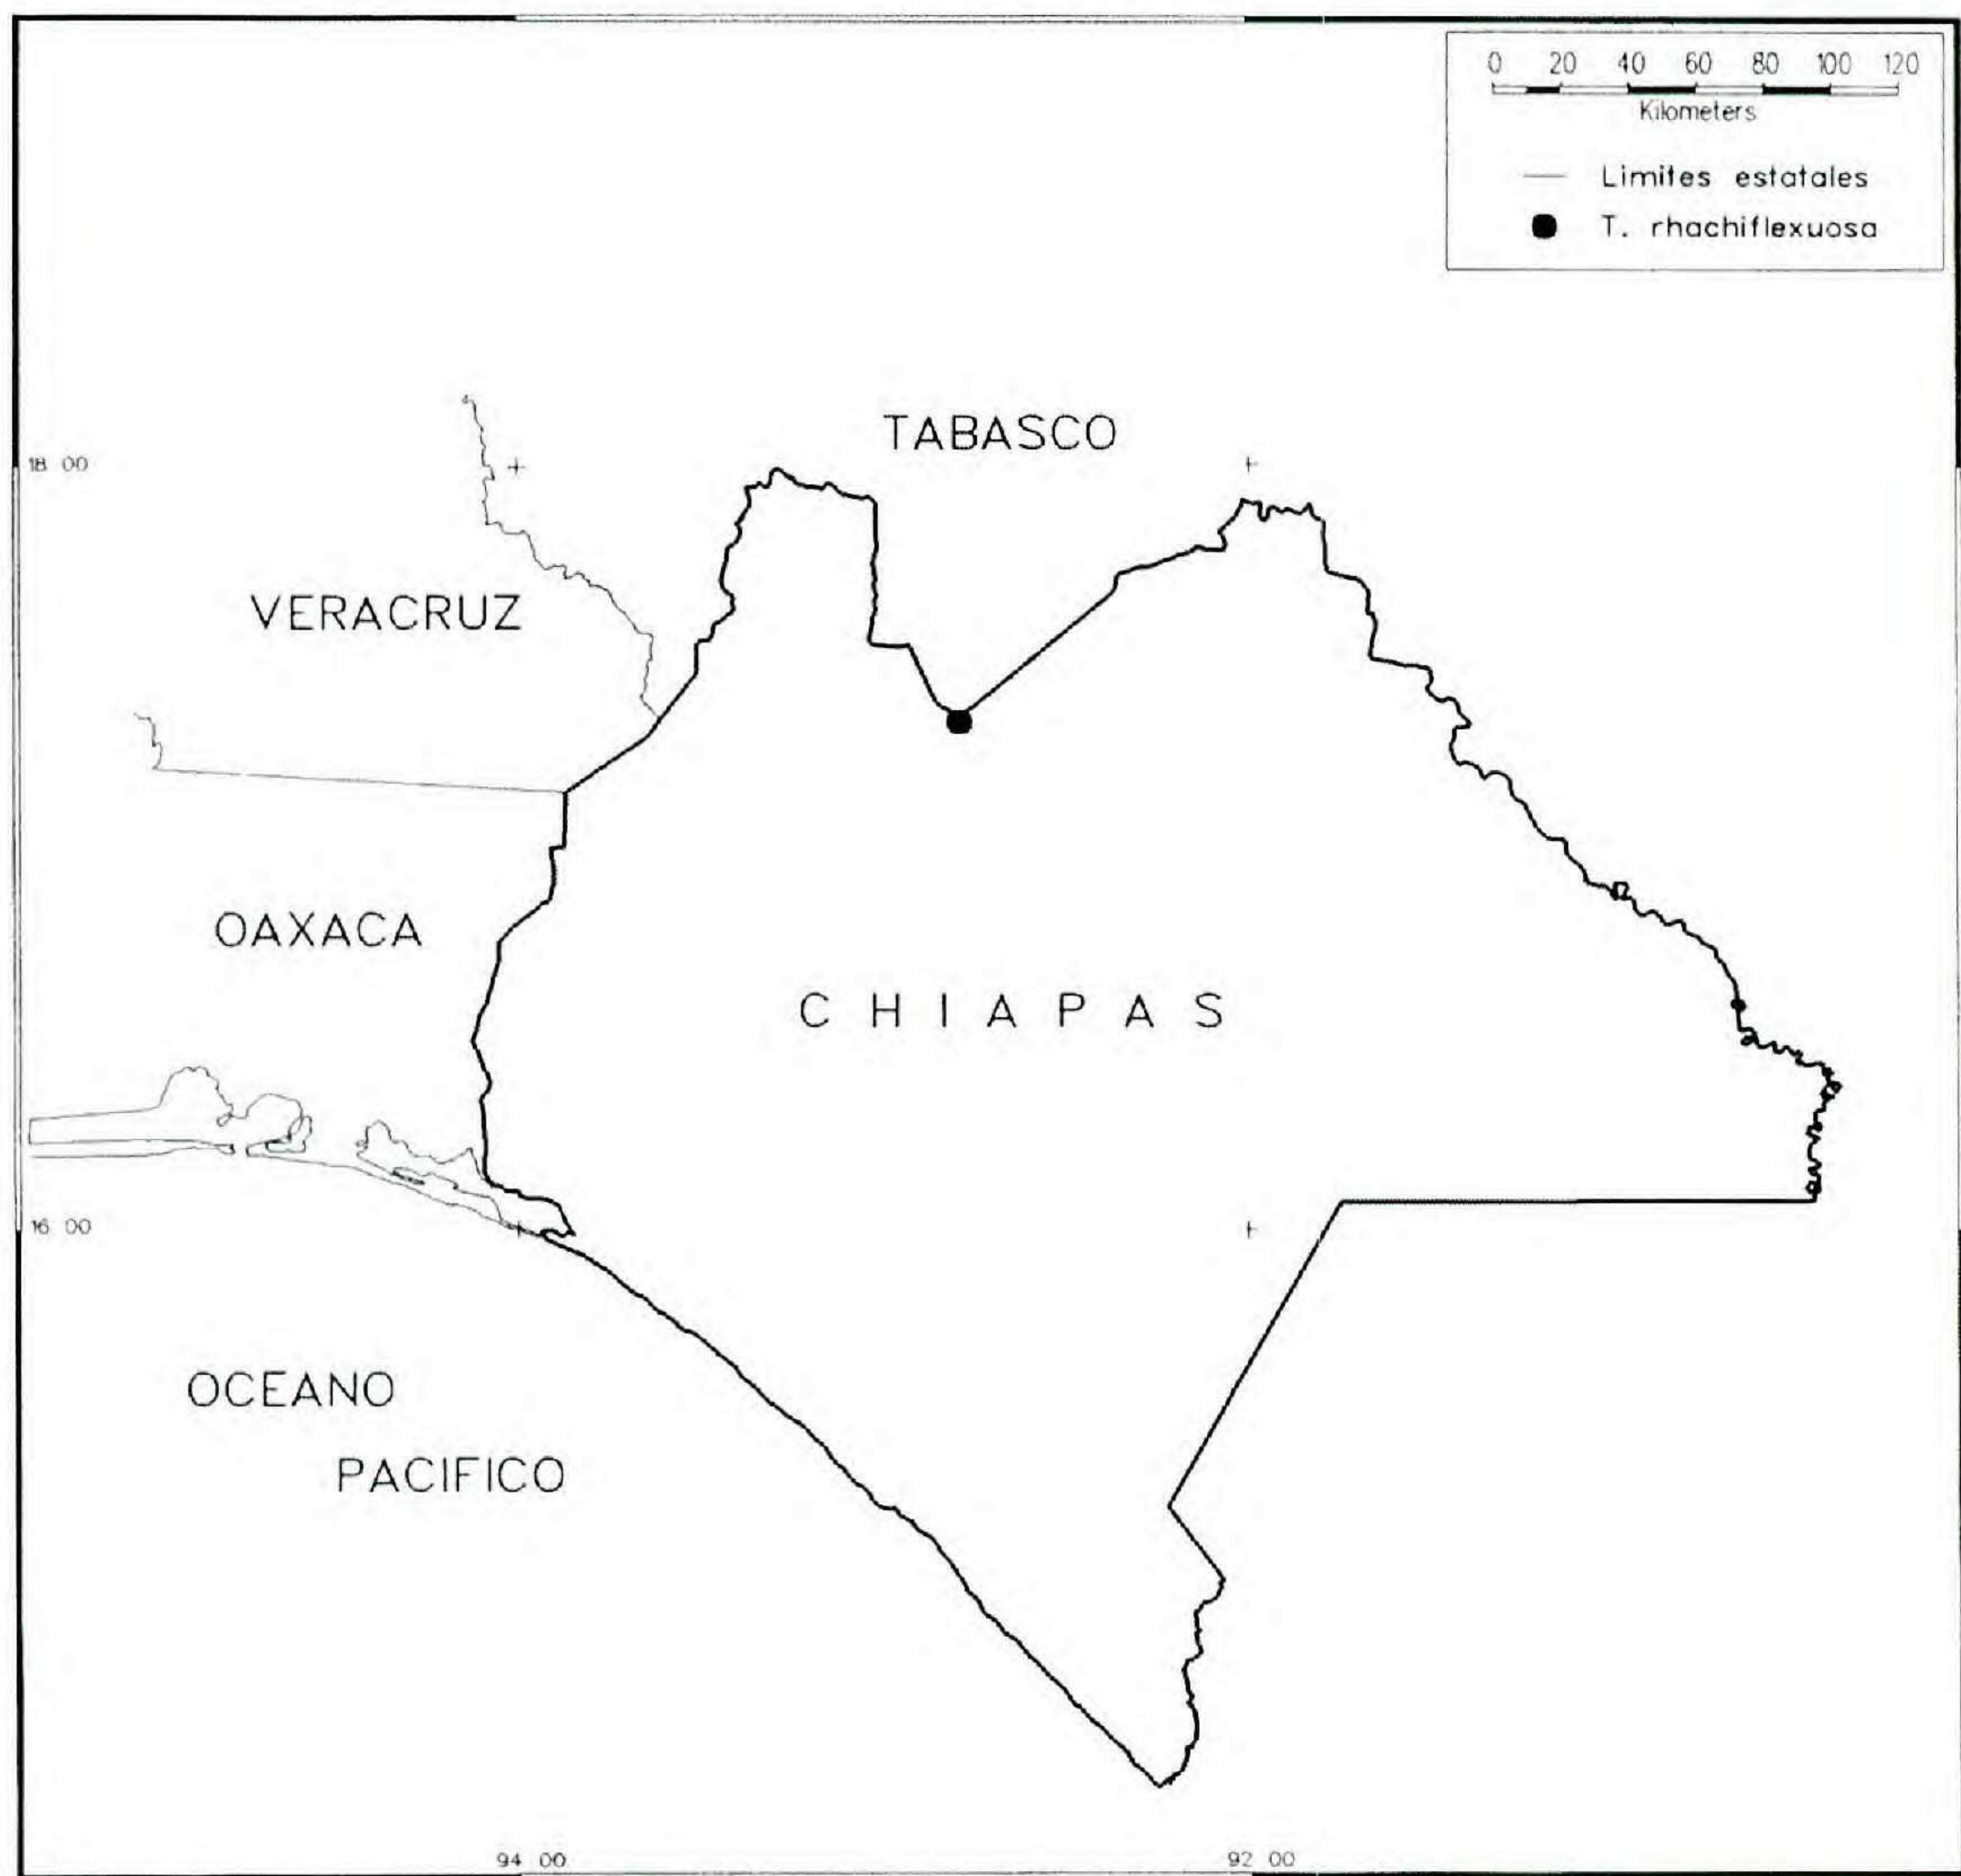 0 20 40 60 80 100 120
Kilometers
Limites estatales
T. rhachiflexuosa
TABASCO
18 00
VERACRUZ
OAXACA
CHIAPAS
16 00
OCEANO
PACIFICO
94 00 92 00